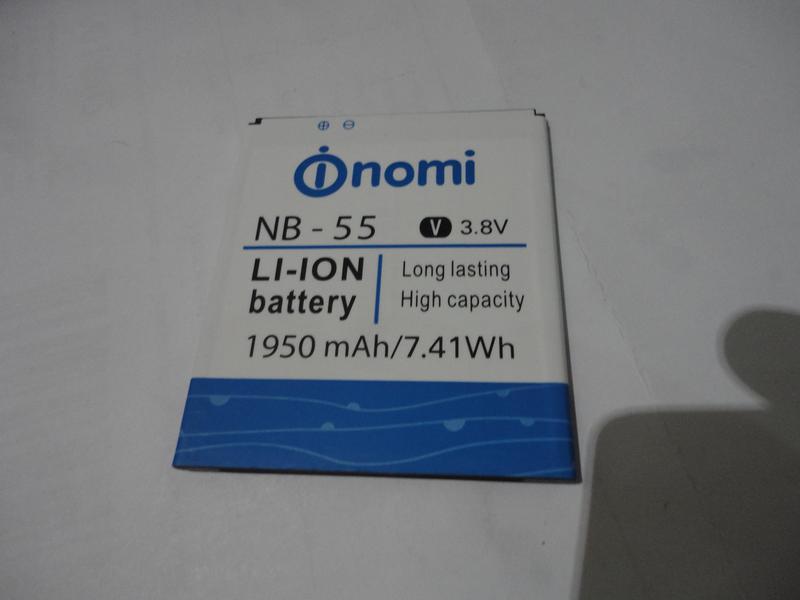 ⊕ ⊖
inomi
NB - 55 V 3.8V
LI-ION Long lasting
battery High capacity
1950 mAh/7.41Wh